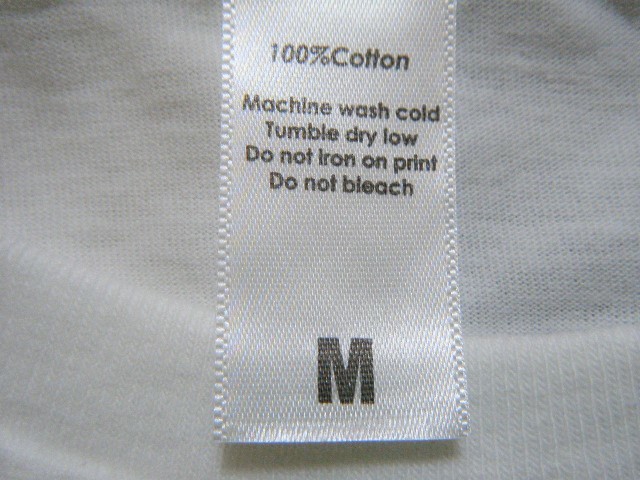 100%Cotton
Machine wash cold
Tumble dry low
Do not iron on print
Do not bleach
M